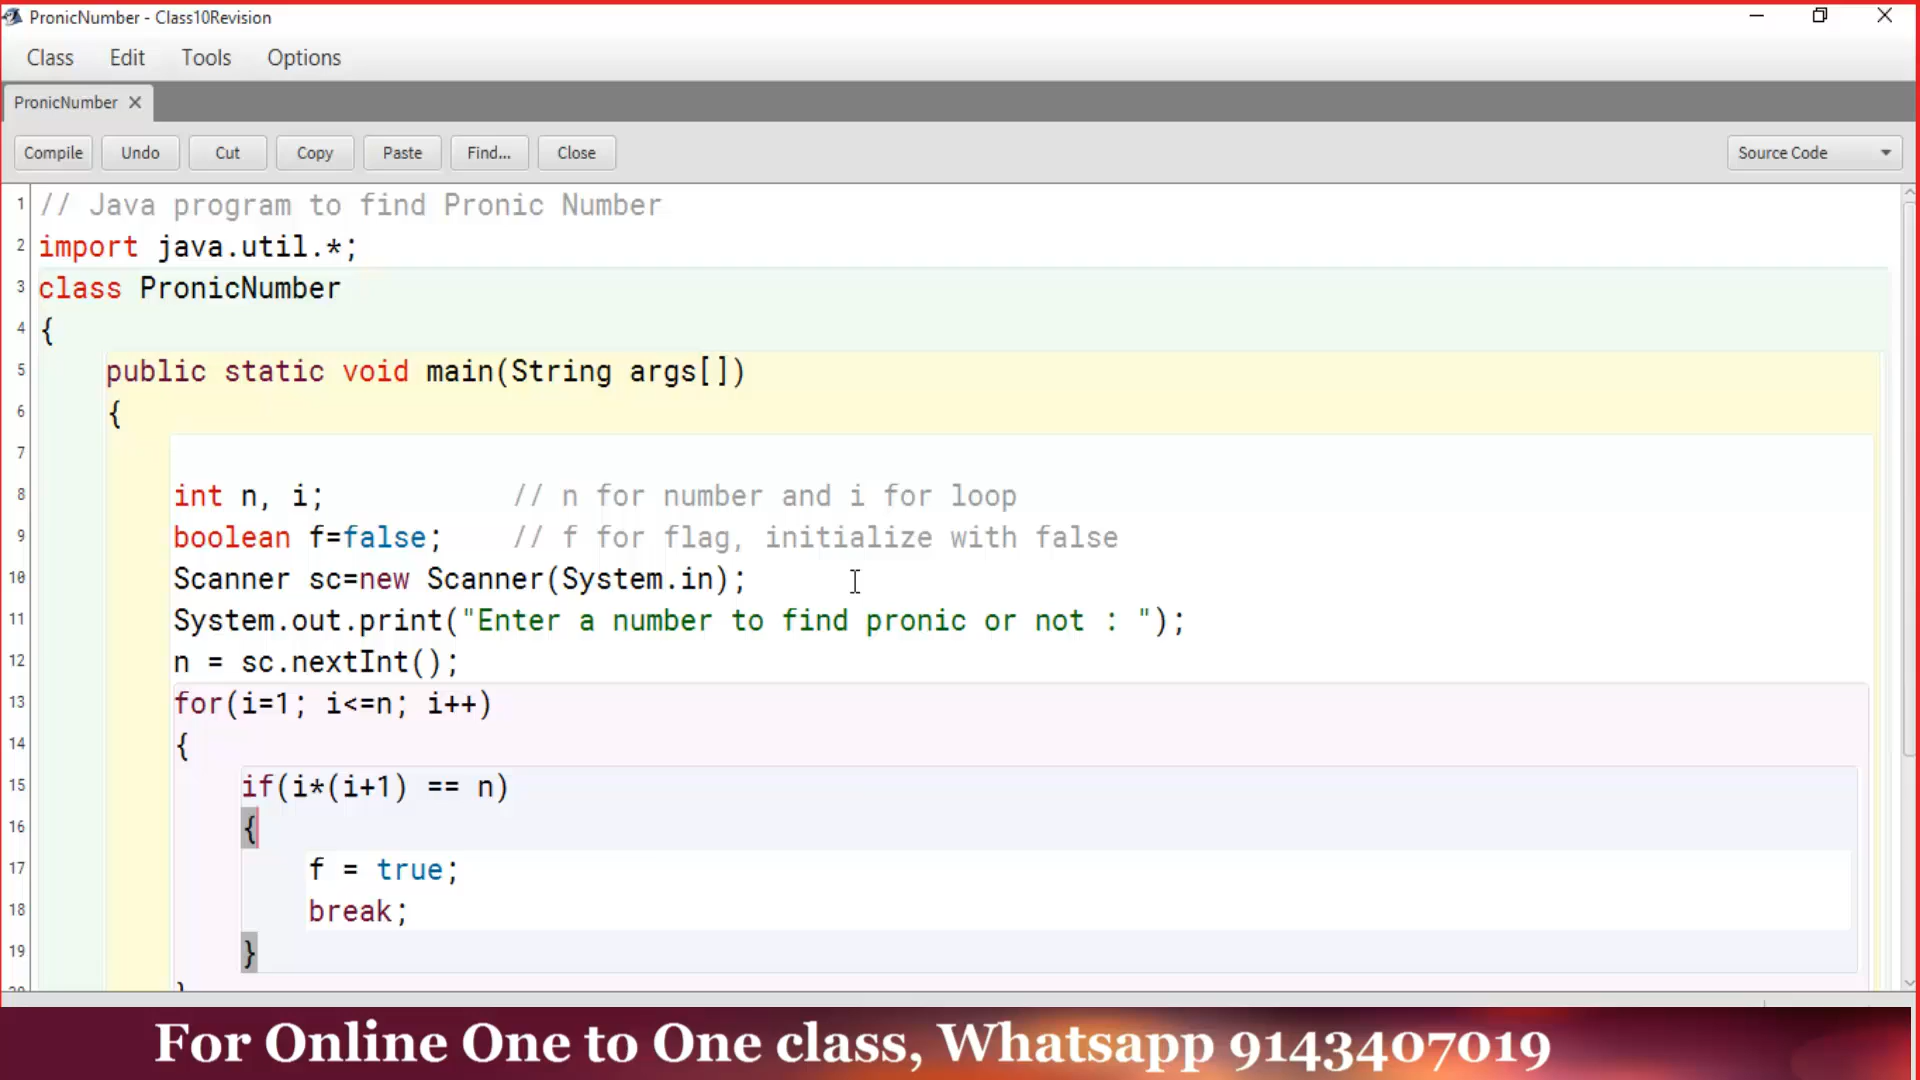 PronicNumber - Class10Revision
Class Edit Tools Options
PronicNumber
Compile Undo Cut Copy Paste Find... Close Source Code
1 // Java program to find Pronic Number
2 import java.util.*;
3 class PronicNumber
4 {
5 public static void main(String args[])
6 {
7
8 int n, i; // n for number and i for loop
9 boolean f=false; // f for flag, initialize with false
10 Scanner sc=new Scanner(System.in);
11 System.out.print("Enter a number to find pronic or not : ");
12 n = sc.nextInt();
13 for(i=1; i<=n; i++)
14 {
15 if(i*(i+1) == n)
16 {
17 f = true;
18 break;
19 }
For Online One to One class, Whatsapp 9143407019